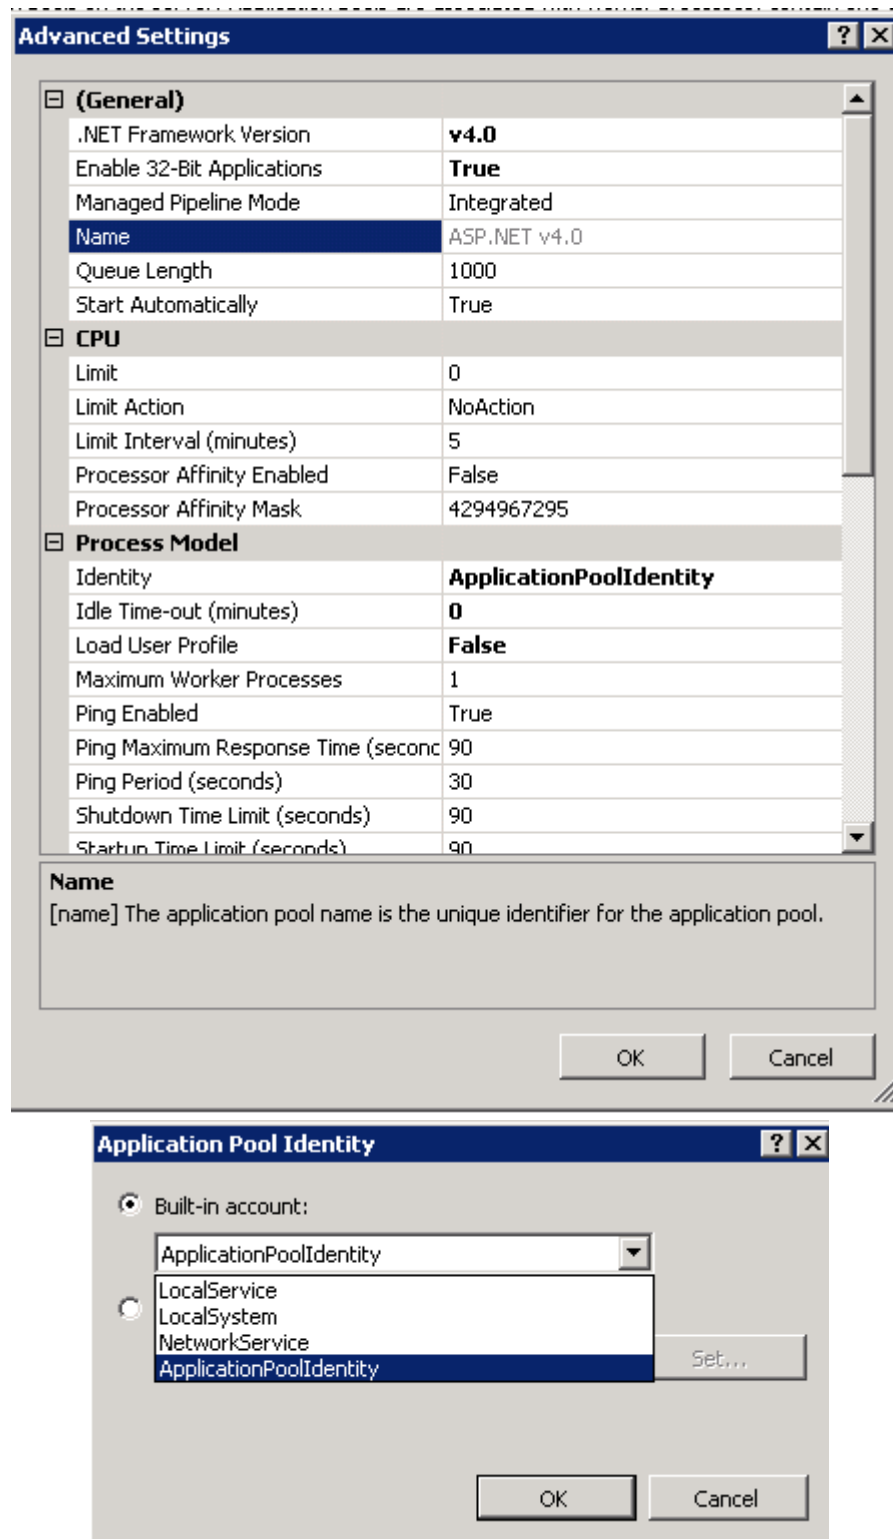 Advanced Settings
(General)
.NET Framework Version v4.0
Enable 32-Bit Applications True
Managed Pipeline Mode Integrated
Name ASP.NET v4.0
Queue Length 1000
Start Automatically True
CPU
Limit 0
Limit Action NoAction
Limit Interval (minutes) 5
Processor Affinity Enabled False
Processor Affinity Mask 4294967295
Process Model
Identity ApplicationPoolIdentity
Idle Time-out (minutes) 0
Load User Profile False
Maximum Worker Processes 1
Ping Enabled True
Ping Maximum Response Time (secon 90
Ping Period (seconds) 30
Shutdown Time Limit (seconds) 90
Startup Time Limit (seconds) 90
Name
[name] The application pool name is the unique identifier for the application pool.
OK Cancel
Application Pool Identity
Built-in account:
ApplicationPoolIdentity
LocalService
LocalSystem
NetworkService
ApplicationPoolIdentity
Set...
OK Cancel